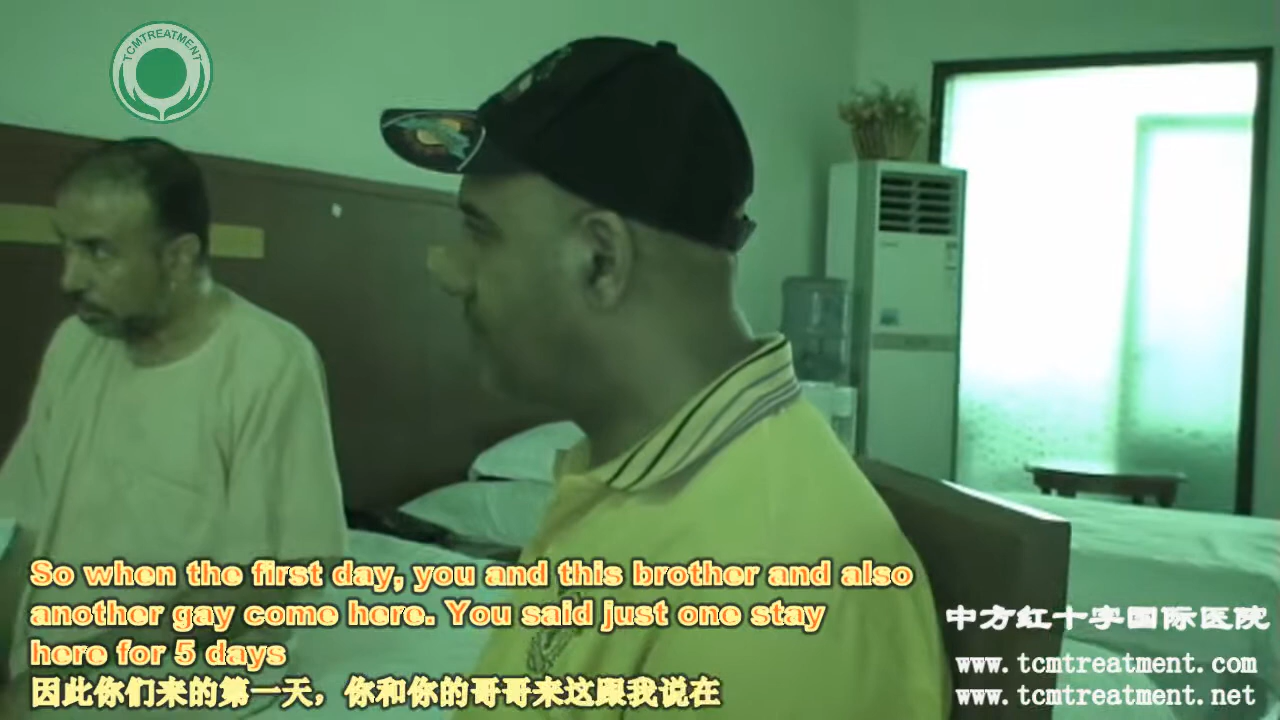 TCMTREATMENT
So when the first day, you and this brother and also
another gay come here. You said just one stay
here for 5 days
因此你们来的第一天，你和你的哥哥来这跟我说在
中方红十字国际医院
www.tcmtreatment.com
www.tcmtreatment.net